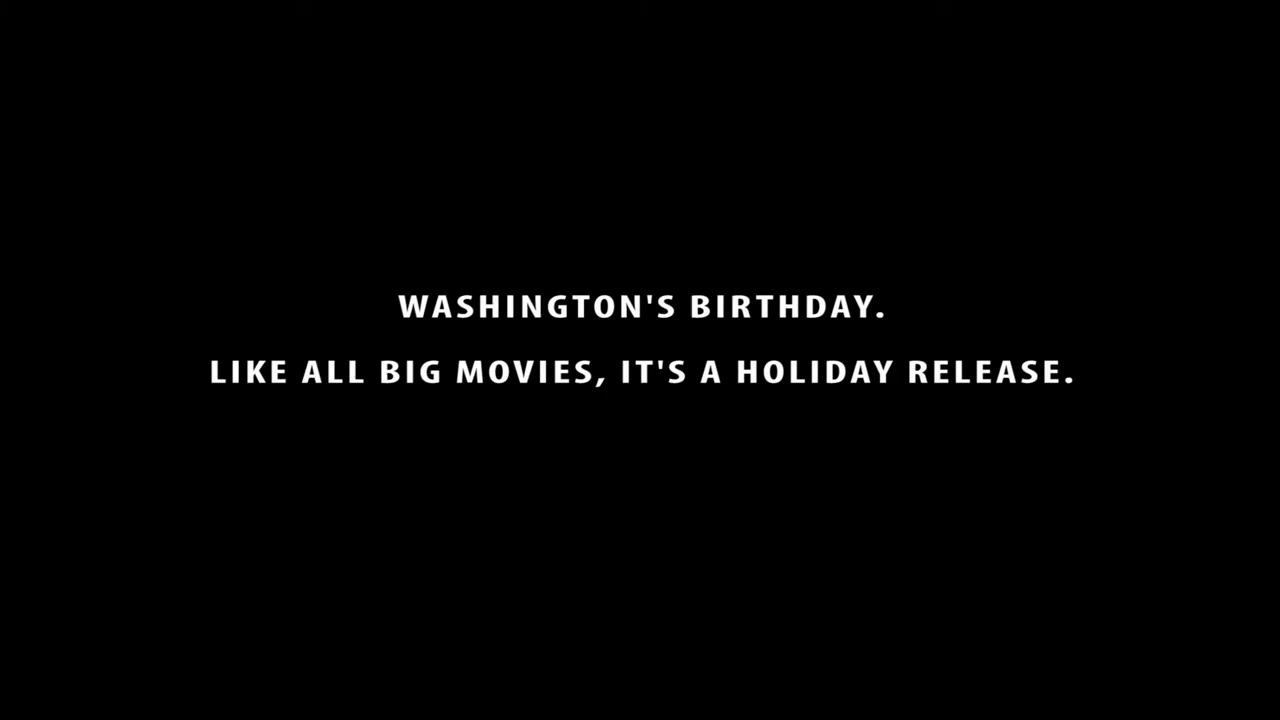 WASHINGTON'S BIRTHDAY.
LIKE ALL BIG MOVIES, IT'S A HOLIDAY RELEASE.